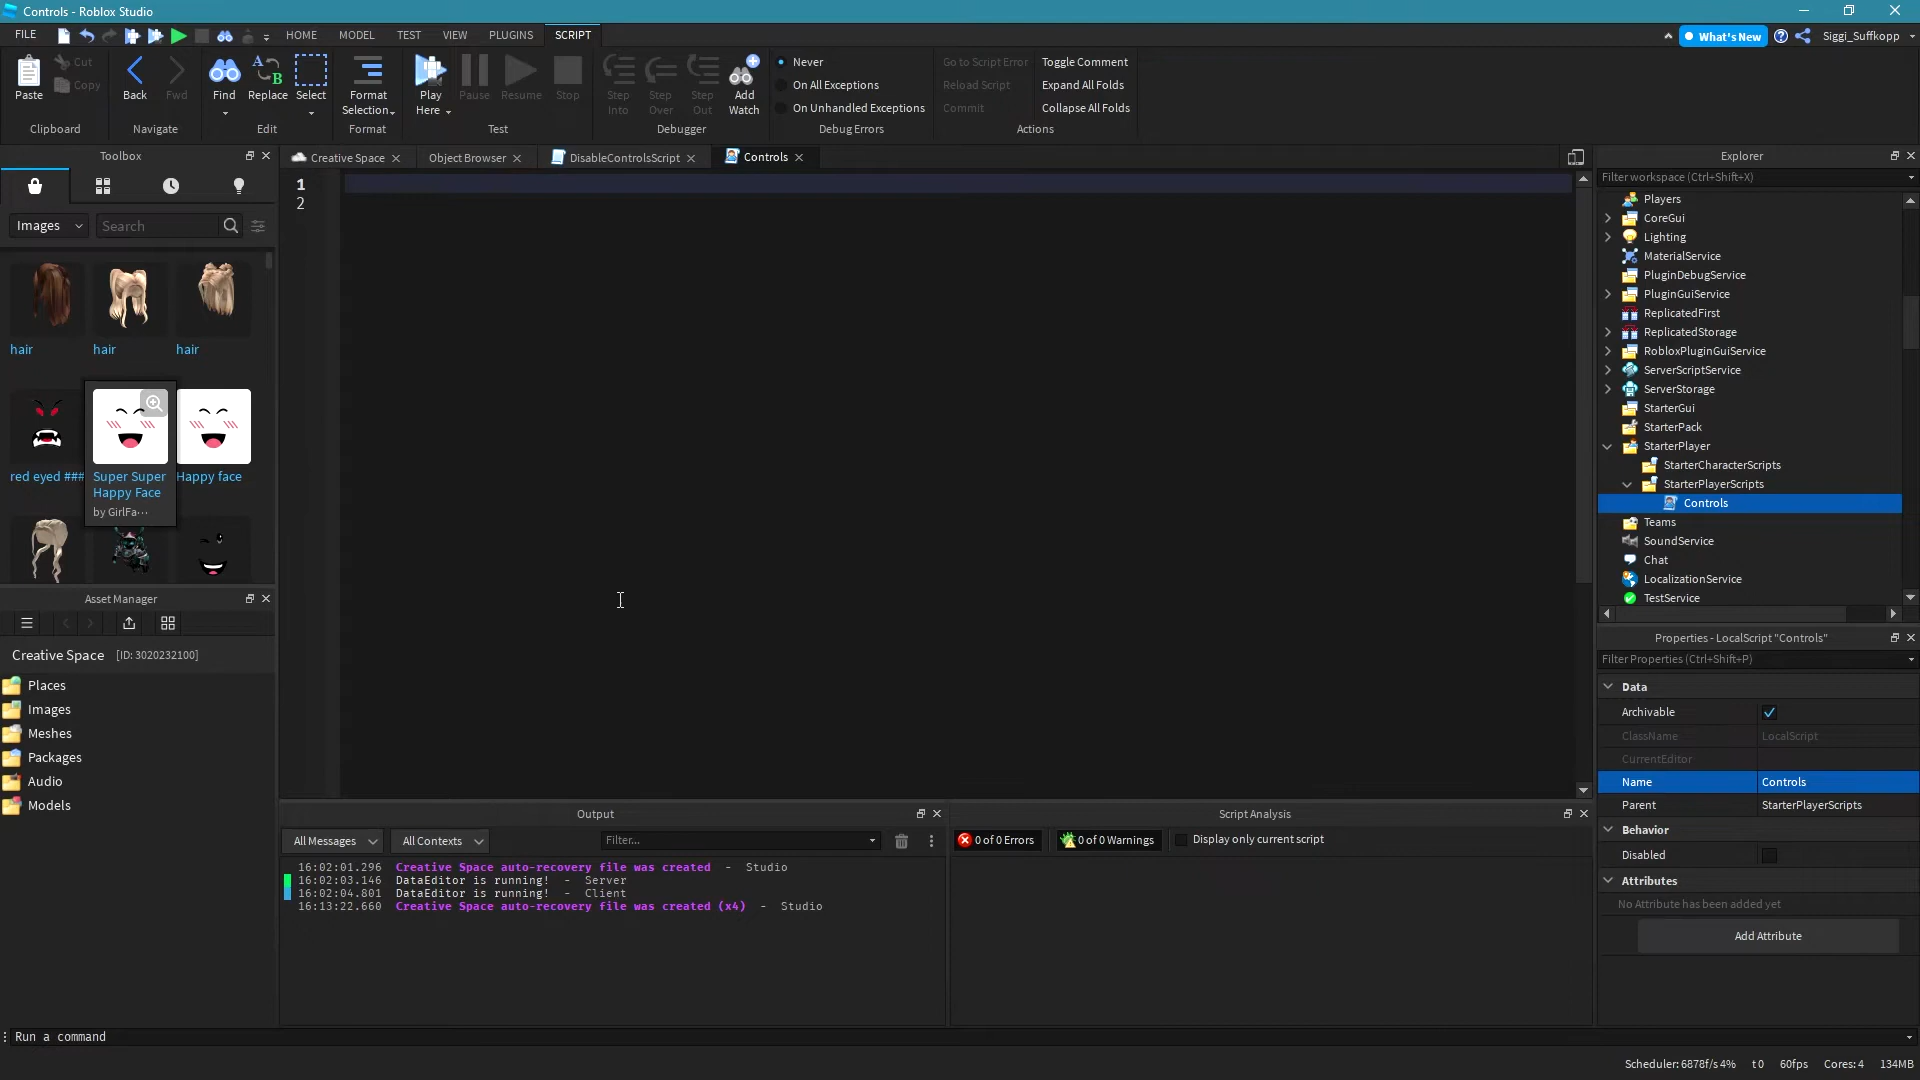 Controls - Roblox Studio
FILE
HOME
MODEL
TEST
VIEW
PLUGINS
SCRIPT
What's New
Siggi_Suffkopp
Paste
Cut
Copy
Clipboard
Back
Fwd
Navigate
Find
Replace
Select
Edit
Format
Selection
Format
Play
Here
Pause
Resume
Stop
Test
Step
Into
Step
Over
Step
Out
Add
Watch
Debugger
Never
On All Exceptions
On Unhandled Exceptions
Debug Errors
Go to Script Error
Reload Script
Commit
Toggle Comment
Expand All Folds
Collapse All Folds
Actions
Toolbox
Images
Search
hair
hair
hair
red eyed ###
Super Super
Happy Face
by GirlFa···
Happy face
Asset Manager
Creative Space [ID: 3020232100]
Places
Images
Meshes
Packages
Audio
Models
Creative Space
Object Browser
DisableControlsScript
Controls
1
2
Output
All Messages
All Contexts
Filter...
16:02:01.296 Creative Space auto-recovery file was created - Studio
16:02:03.146 DataEditor is running! - Server
16:02:04.801 DataEditor is running! - Client
16:13:22.660 Creative Space auto-recovery file was created (x4) - Studio
Script Analysis
0 of 0 Errors
0 of 0 Warnings
Display only current script
Explorer
Filter workspace (Ctrl+Shift+X)
Players
CoreGui
Lighting
MaterialService
PluginDebugService
PluginGuiService
ReplicatedFirst
ReplicatedStorage
RobloxPluginGuiService
ServerScriptService
ServerStorage
StarterGui
StarterPack
StarterPlayer
StarterCharacterScripts
StarterPlayerScripts
Controls
Teams
SoundService
Chat
LocalizationService
TestService
Properties - LocalScript "Controls"
Filter Properties (Ctrl+Shift+P)
Data
Archivable
ClassName LocalScript
CurrentEditor
Name Controls
Parent StarterPlayerScripts
Behavior
Disabled
Attributes
No Attribute has been added yet
Add Attribute
Run a command
Scheduler: 6878f/s 4% t 0 60fps Cores: 4 134MB